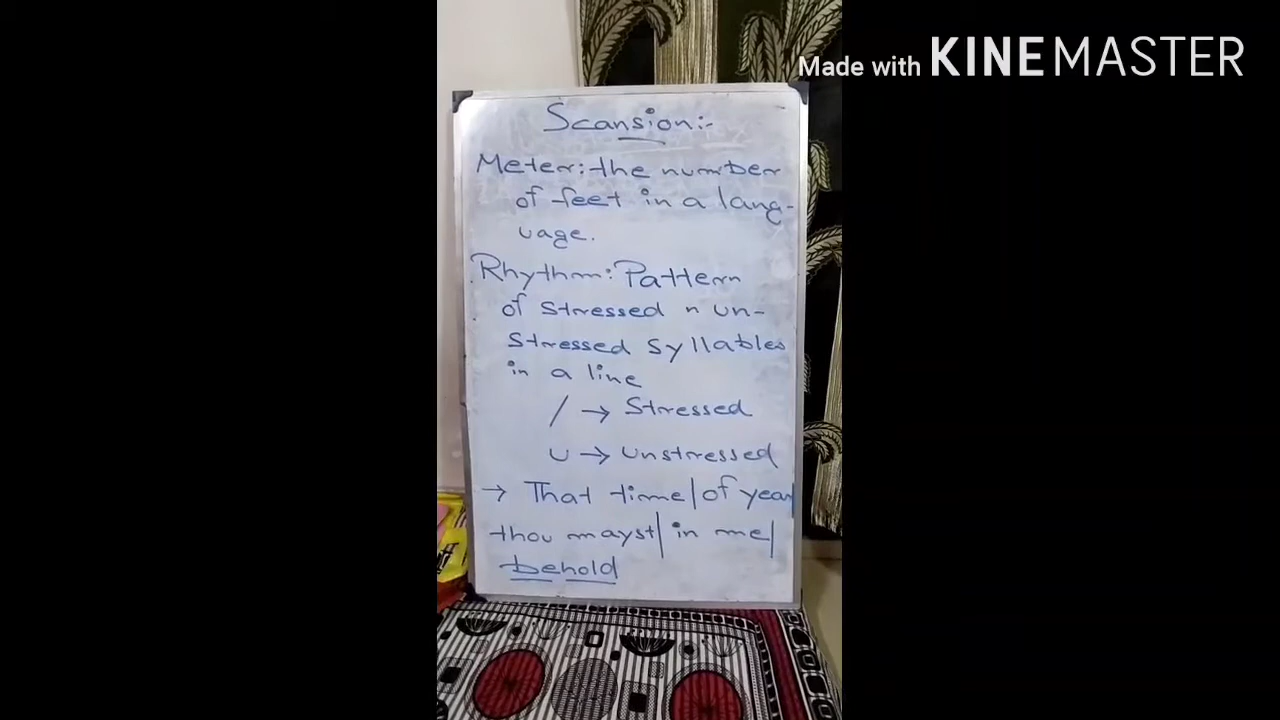 Made with KINEMASTER
Scansion:-
Meter: the number
of feet in a lang-
uage.
Rhythm: Pattern
of stressed n un-
stressed syllables
in a line
/ → Stressed
u → unstressed
→ That time/of year
thou mayst/in me/
behold